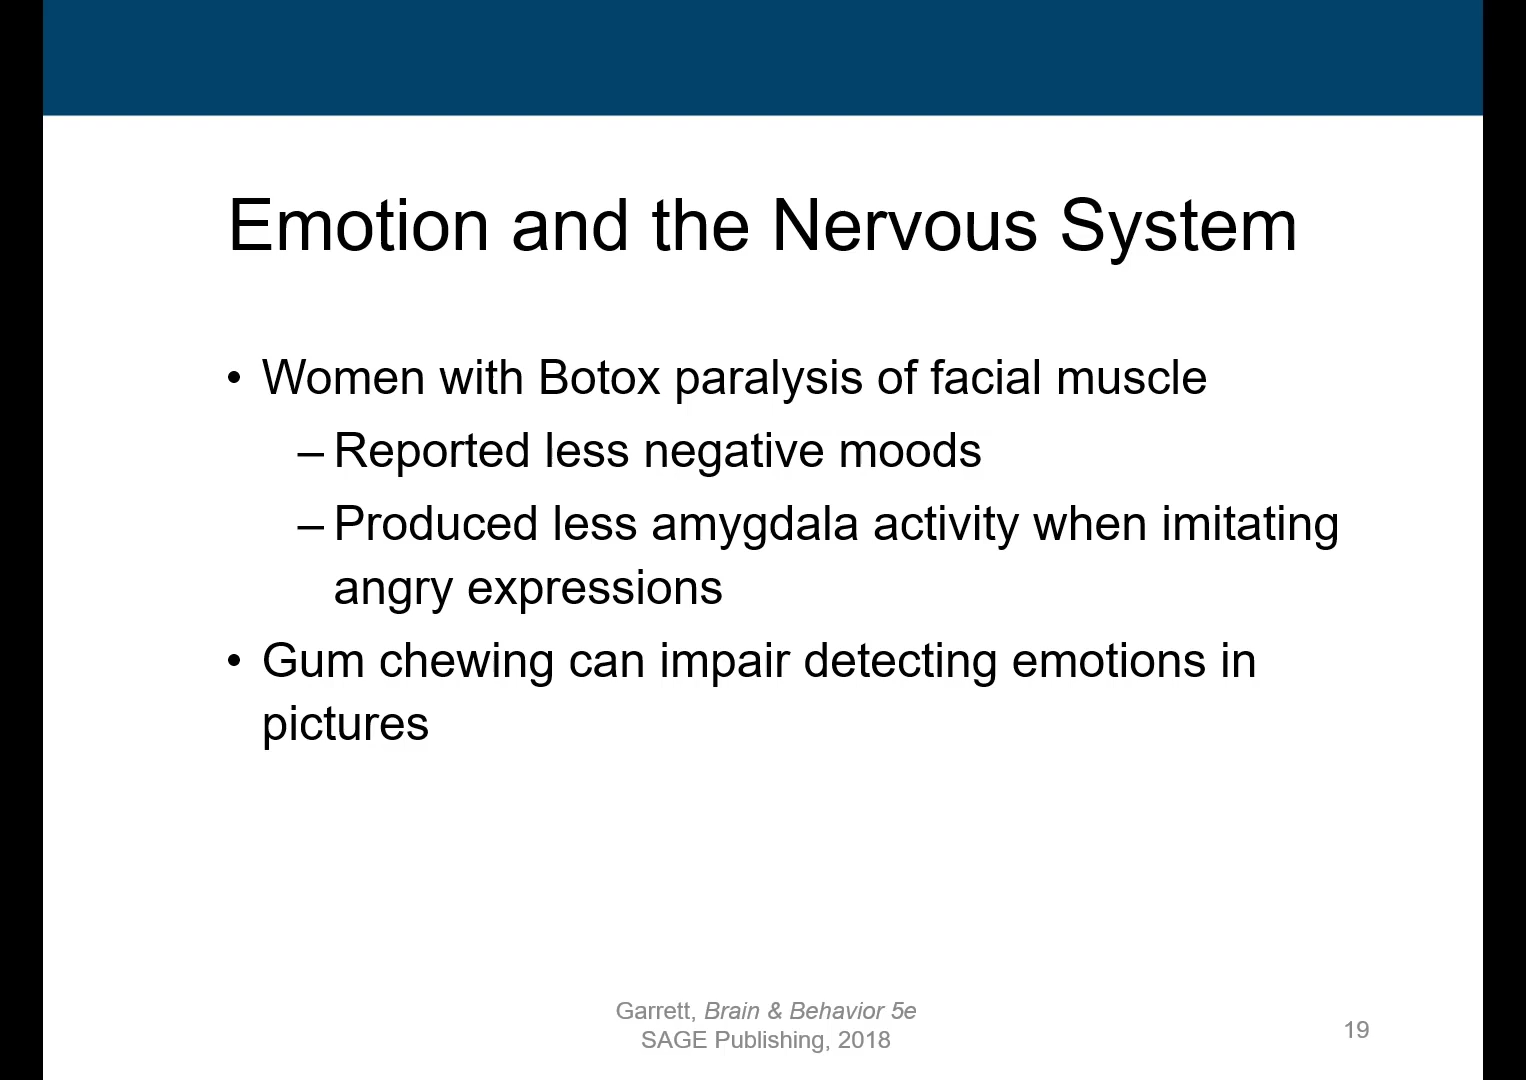 Emotion and the Nervous System
• Women with Botox paralysis of facial muscle
– Reported less negative moods
– Produced less amygdala activity when imitating
angry expressions
• Gum chewing can impair detecting emotions in
pictures
Garrett, Brain & Behavior 5e
SAGE Publishing, 2018
19